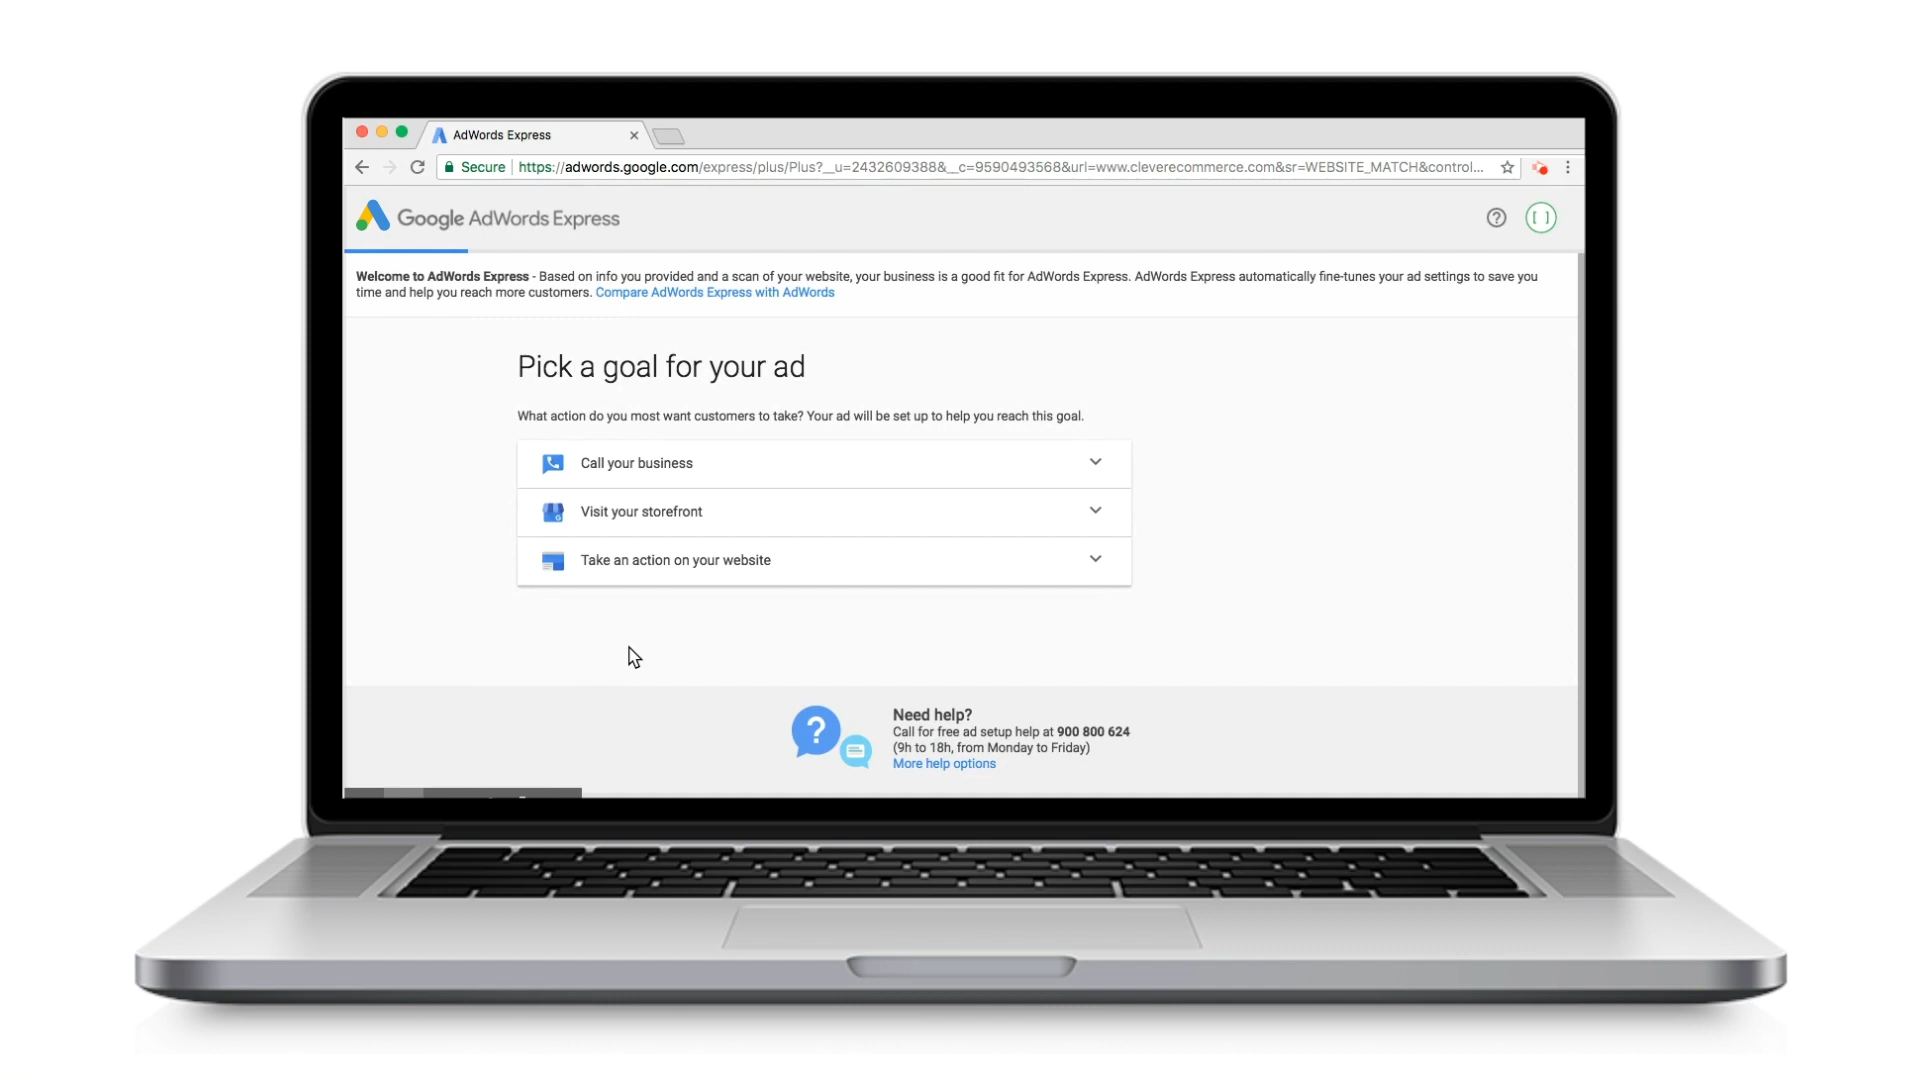 AdWords Express
Secure https://adwords.google.com/express/plus/Plus?__u=2432609388&__c=9590493568&url=www.cleverecommerce.com&sr=WEBSITE_MATCH&control...
Google AdWords Express
Welcome to AdWords Express - Based on info you provided and a scan of your website, your business is a good fit for AdWords Express. AdWords Express automatically fine-tunes your ad settings to save you
time and help you reach more customers. Compare AdWords Express with AdWords
Pick a goal for your ad
What action do you most want customers to take? Your ad will be set up to help you reach this goal.
Call your business
Visit your storefront
Take an action on your website
Need help?
Call for free ad setup help at 900 800 624
(9h to 18h, from Monday to Friday)
More help options